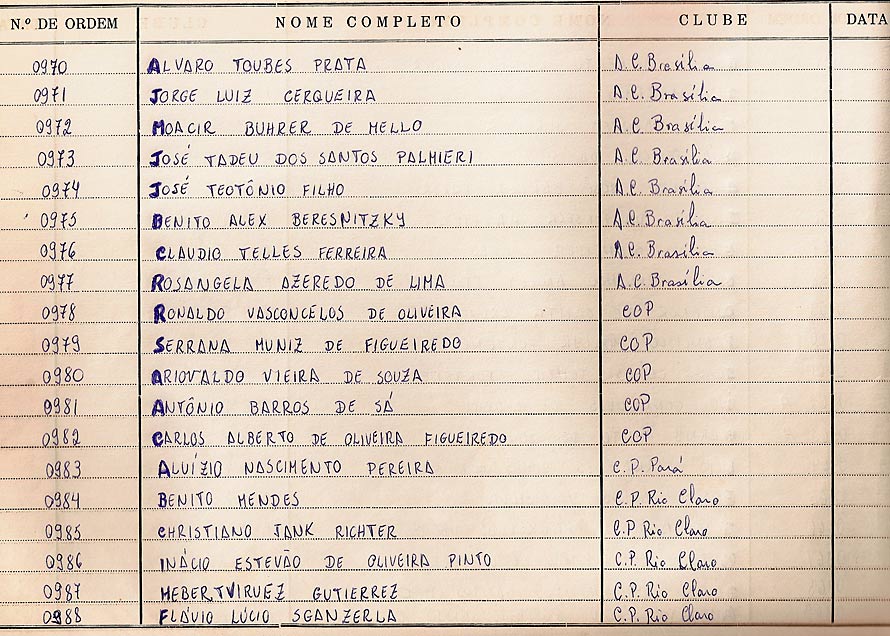 N.º DE ORDEM NOME COMPLETO CLUBE DATA
0970 ALVARO TOUBES PRATA A.C. Brasília
0971 JORGE LUIZ CERQUEIRA A.C. Brasília
0972 MOACIR BUHRER DE MELLO A.C. Brasília
0973 JOSÉ TADEU DOS SANTOS PALMIERI A.C. Brasília
0974 JOSÉ TEOTÔNIO FILHO A.C. Brasília
0975 BENITO ALEX BERESNITZKY A.C. Brasília
0976 CLAUDIO TELLES FERREIRA A.C. Brasília
0977 ROSANGELA AZEREDO DE LIMA A.C. Brasília
0978 RONALDO VASCONCELOS DE OLIVEIRA COP
0979 SERRANA MUNIZ DE FIGUEIREDO COP
0980 ARIOVALDO VIEIRA DE SOUZA COP
0981 ANTÔNIO BARROS DE SÁ COP
0982 CARLOS ALBERTO DE OLIVEIRA FIGUEIREDO COP
0983 ALUÍZIO NASCIMENTO PEREIRA C.P. Pará
0984 BENITO MENDES C.P. Rio Claro
0985 CHRISTIANO JANK RICHTER C.P Rio Claro
0986 INÁCIO ESTEVÃO DE OLIVEIRA PINTO C.P. Rio Claro
0987 HEBERT VIRUEZ GUTIERREZ C.P. Rio Claro
0988 FLÁVIO LÚCIO SGANZERLA C.P. Rio Claro